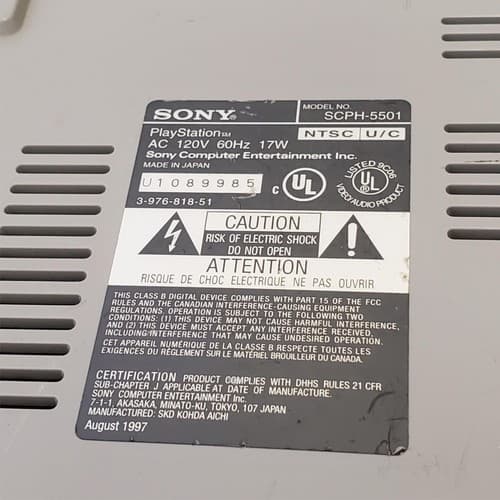 SONY
MODEL NO.
SCPH-5501
PlayStation™
NTSC U/C
AC 120V 60Hz 17W
Sony Computer Entertainment Inc.
MADE IN JAPAN
U1089985
C UL
LISTED 9C06
UL
VIDEO/AUDIO PRODUCT
3-976-818-51
CAUTION
RISK OF ELECTRIC SHOCK
DO NOT OPEN
ATTENTION
RISQUE DE CHOC ELECTRIQUE NE PAS OUVRIR
THIS CLASS B DIGITAL DEVICE COMPLIES WITH PART 15 OF THE FCC
RULES AND THE CANADIAN INTERFERENCE-CAUSING EQUIPMENT
REGULATIONS. OPERATION IS SUBJECT TO THE FOLLOWING TWO
CONDITIONS: (1) THIS DEVICE MAY NOT CAUSE HARMFUL INTERFERENCE,
AND (2) THIS DEVICE MUST ACCEPT ANY INTERFERENCE RECEIVED,
INCLUDING INTERFERENCE THAT MAY CAUSE UNDESIRED OPERATION.
CET APPAREIL NUMÉRIQUE DE LA CLASSE B RESPECTE TOUTES LES
EXIGENCES DU RÈGLEMENT SUR LE MATÉRIEL BROUILLEUR DU CANADA.
CERTIFICATION PRODUCT COMPLIES WITH DHHS RULES 21 CFR
SUB-CHAPTER J APPLICABLE AT DATE OF MANUFACTURE.
SONY COMPUTER ENTERTAINMENT Inc.
7-1-1, AKASAKA, MINATO-KU, TOKYO, 107 JAPAN
MANUFACTURED: SKD KOHDA AICHI
August 1997